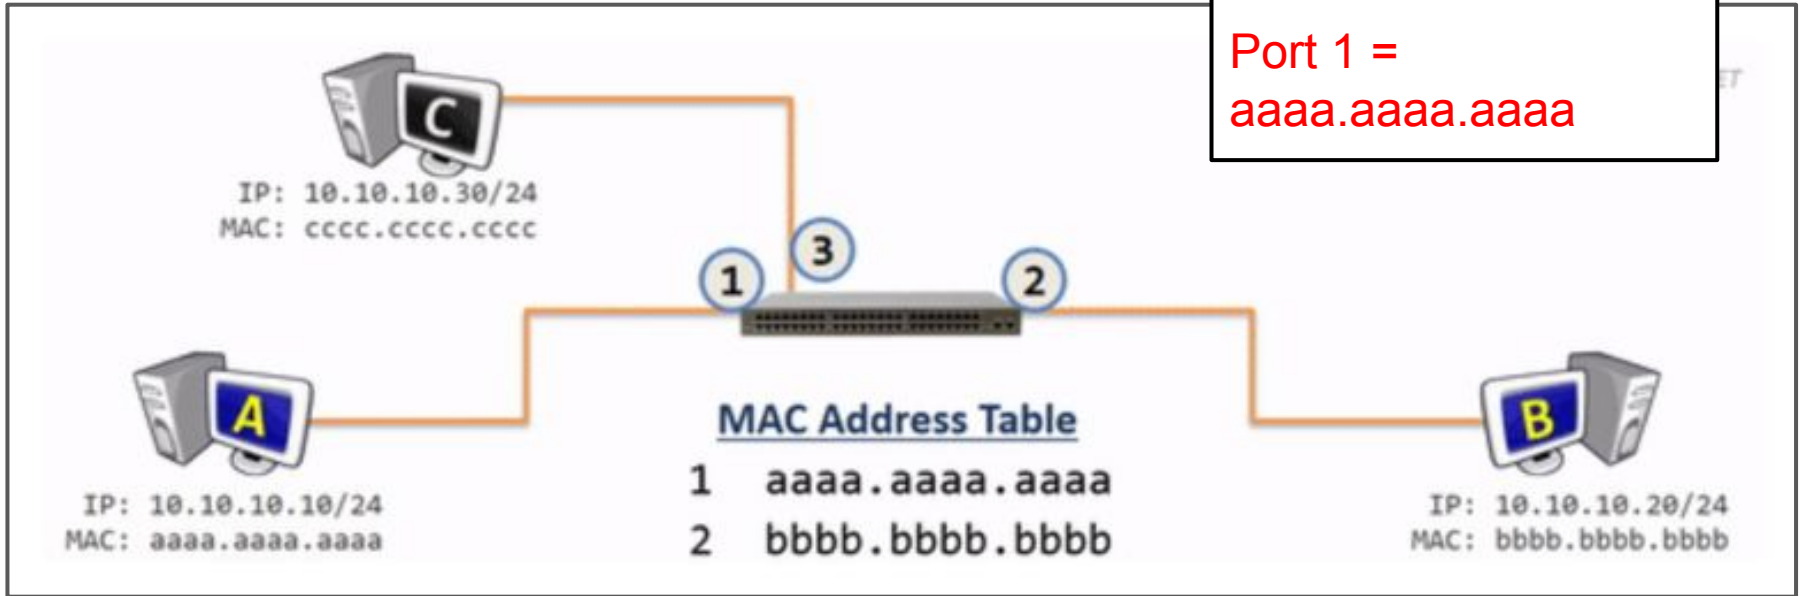 Port 1 =
aaaa.aaaa.aaaa
ET
C
IP: 10.10.10.30/24
MAC: cccc.cccc.cccc
3
1
2
A
B
MAC Address Table
1 aaaa.aaaa.aaaa
2 bbbb.bbbb.bbbb
IP: 10.10.10.10/24
MAC: aaaa.aaaa.aaaa
IP: 10.10.10.20/24
MAC: bbbb.bbbb.bbbb